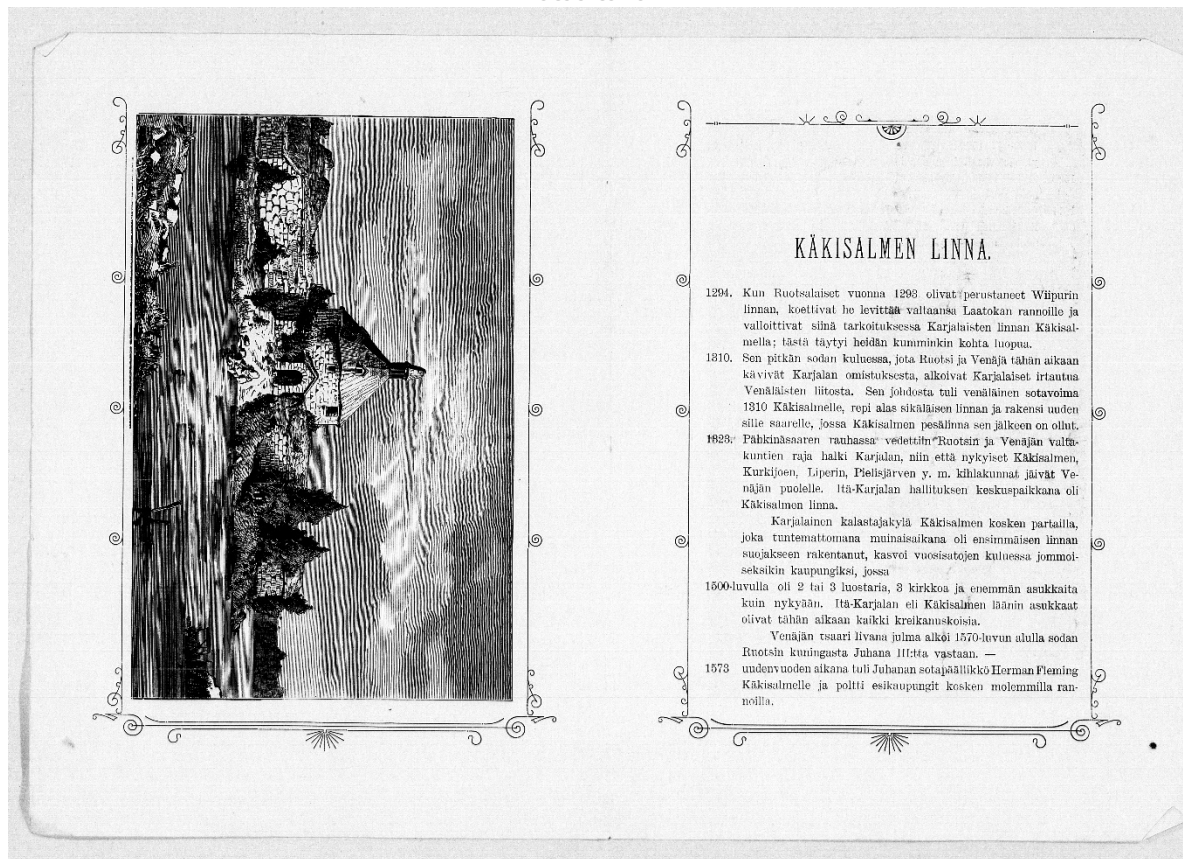 KÄKISALMEN LINNA.
1294. Kun Ruotsalaiset vuonna 1293 olivat perustaneet Wiipurin
linnan, koettivat he levittää valtaansa Laatokan rannoille ja
valloittivat siinä tarkoituksessa Karjalaisten linnan Käkisal-
mella; tästä täytyi heidän kumminkin kohta luopua.
1310. Sen pitkän sodan kuluessa, jota Ruotsi ja Venäjä tähän aikaan
kävivät Karjalan omistuksesta, alkoivat Karjalaiset irtautua
Venäläisten liitosta. Sen johdosta tuli venäläinen sotavoima
1310 Käkisalmelle, repi alas sikäläisen linnan ja rakensi uuden
sille saarelle, jossa Käkisalmen pesälinna sen jälkeen on ollut.
1323. Pähkinäsaaren rauhassa vedettiin Ruotsin ja Venäjän valta-
kuntien raja halki Karjalan, niin että nykyiset Käkisalmen,
Kurkijoen, Liperin, Pielisjärven y. m. kihlakunnat jäivät Ve-
näjän puolelle. Itä-Karjalan hallituksen keskuspaikkana oli
Käkisalmen linna.
Karjalainen kalastajakylä Käkisalmen kosken partailla,
joka tuntemattomana muinaisaikana oli ensimmäisen linnan
suojakseen rakentanut, kasvoi vuosisatojen kuluessa jommoi-
seksikin kaupungiksi, jossa
1500-luvulla oli 2 tai 3 luostaria, 3 kirkkoa ja enemmän asukkaita
kuin nykyään. Itä-Karjalan eli Käkisalmen läänin asukkaat
olivat tähän aikaan kaikki kreikanuskoisia.
Venäjän tsaari Iivana julma alkoi 1570-luvun alulla sodan
Ruotsin kuningasta Juhana III:tta vastaan. —
1573 uudenvuoden aikana tuli Juhanan sotapäällikkö Herman Fleming
Käkisalmelle ja poltti esikaupungit kosken molemmilla ran-
noilla.